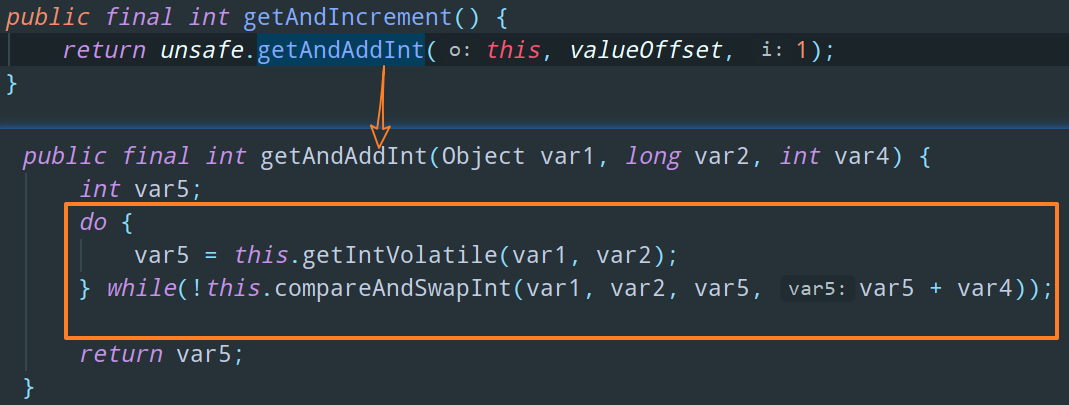 public final int getAndIncrement() {
    return unsafe.getAndAddInt( o: this, valueOffset, i: 1);
}
public final int getAndAddInt(Object var1, long var2, int var4) {
    int var5;
    do {
        var5 = this.getIntVolatile(var1, var2);
    } while(!this.compareAndSwapInt(var1, var2, var5, var5: var5 + var4));
    return var5;
}